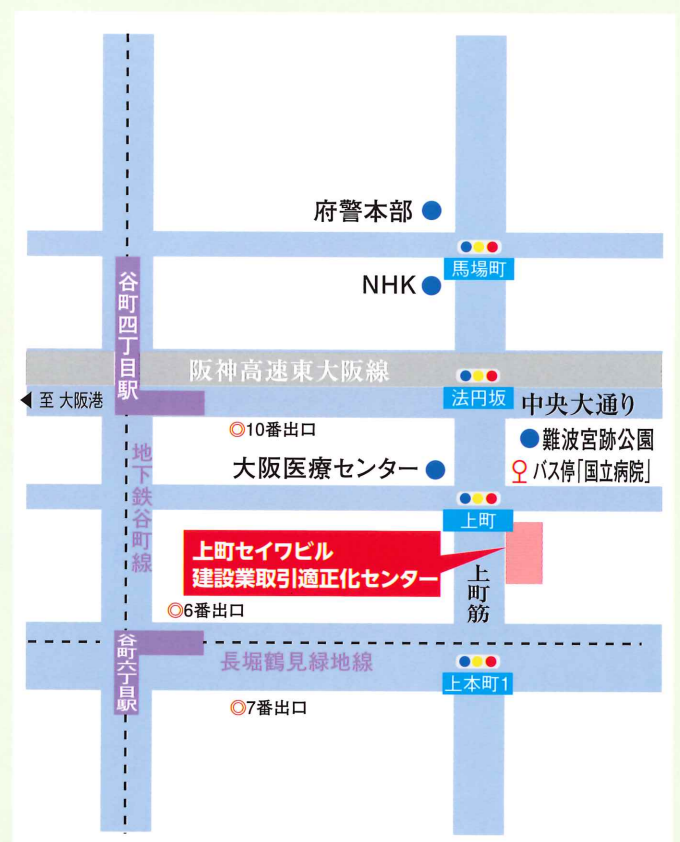 府警本部
馬場町
NHK
谷町四丁目駅
阪神高速東大阪線
至 大阪港
法円坂
中央大通り
◎10番出口
難波宮跡公園
大阪医療センター
バス停「国立病院」
地下鉄谷町線
上町
上町セイワビル
建設業取引適正化センター
上町筋
◎6番出口
谷町六丁目駅
長堀鶴見緑地線
上本町1
◎7番出口